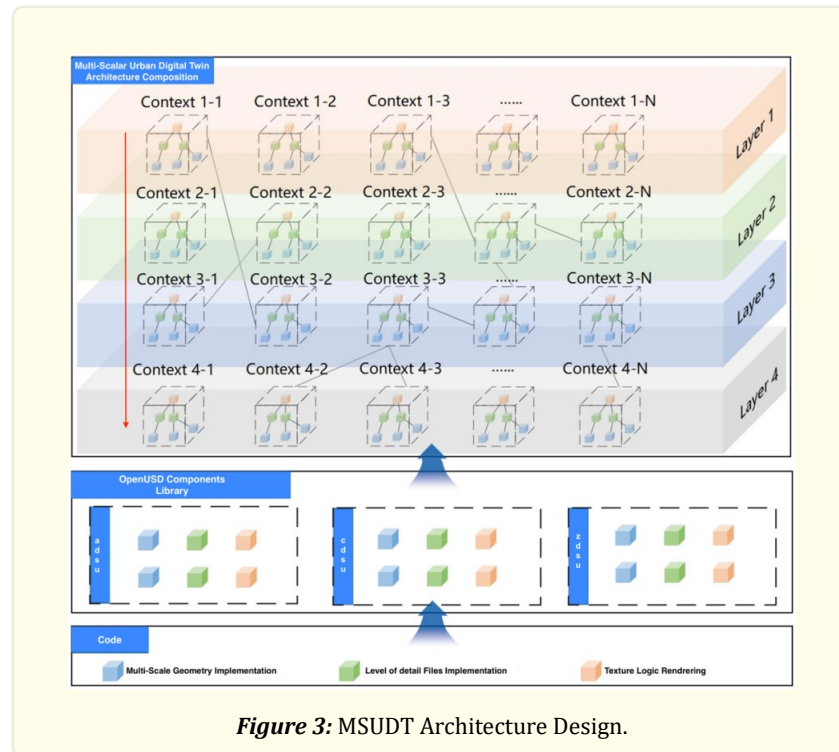 Multi-Scalar Urban Digital Twin
Architecture Composition
Context 1-1 Context 1-2 Context 1-3 ...... Context 1-N
Layer 1
Context 2-1 Context 2-2 Context 2-3 ...... Context 2-N
Layer 2
Context 3-1 Context 3-2 Context 3-3 ...... Context 3-N
Layer 3
Context 4-1 Context 4-2 Context 4-3 ...... Context 4-N
Layer 4
OpenUSD Components
Library
a
d
s
u
c
d
s
u
z
d
s
u
Code
Multi-Scale Geometry Implementation Level of detail Files Implementation Texture Logic Rendrering
Figure 3: MSUDT Architecture Design.